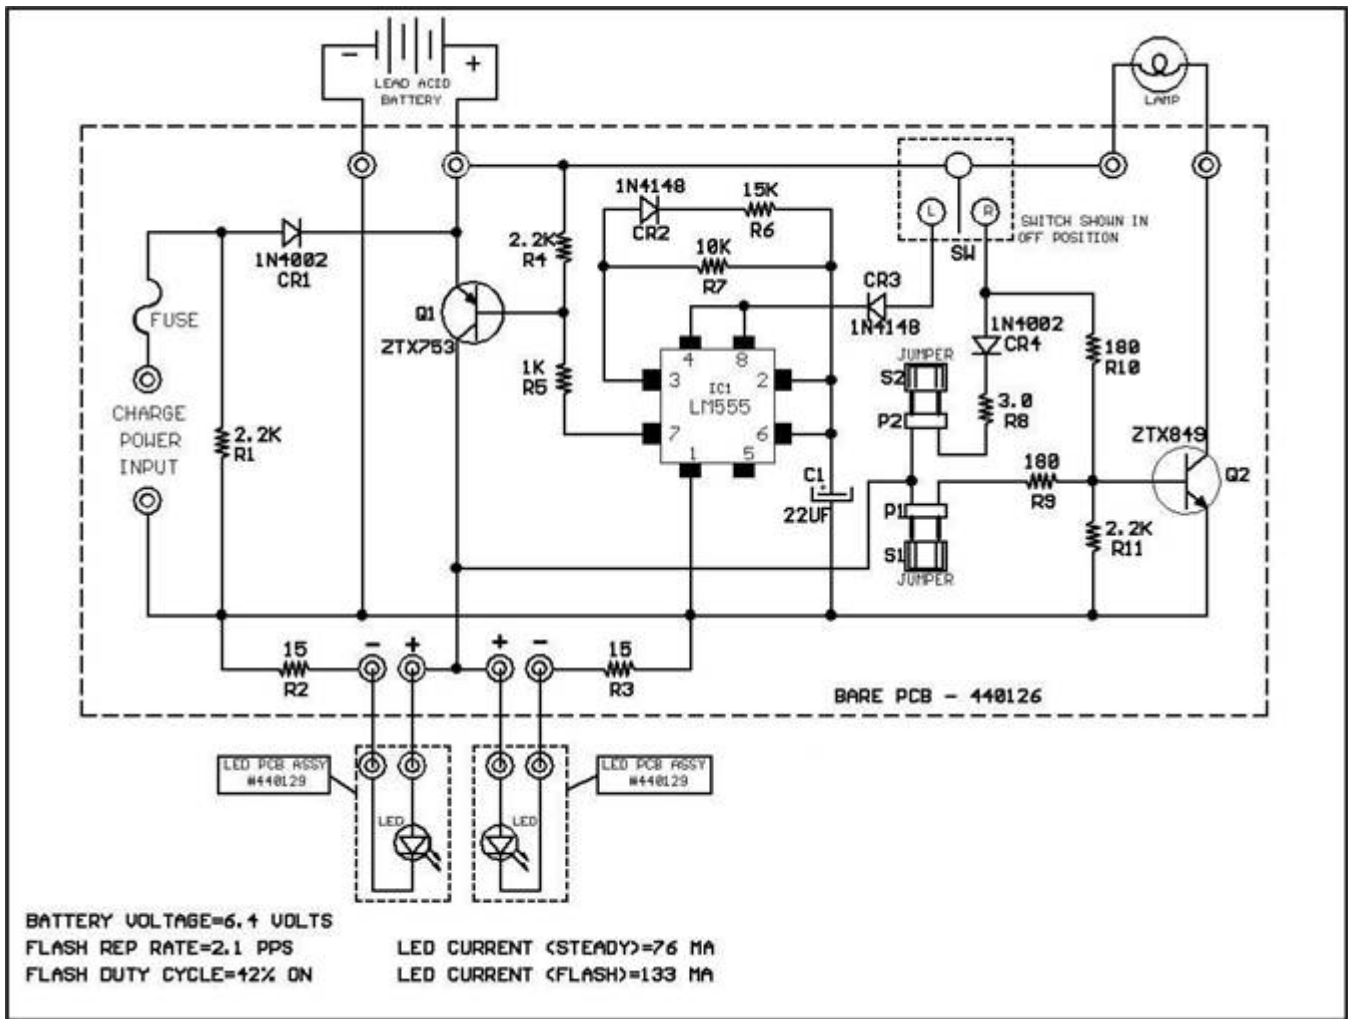 -
+
LEAD ACID
BATTERY
LAMP
1N4148
CR2
15K
R6
L
R
SWITCH SHOWN IN
OFF POSITION
SW
1N4002
CR1
2.2K
R4
10K
R7
CR3
1N4148
FUSE
Q1
ZTX753
4
8
3
2
IC1
LM555
7
6
1
5
1K
R5
JUMPER
S2
P2
1N4002
CR4
180
R10
3.0
R8
CHARGE
POWER
INPUT
2.2K
R1
ZTX849
Q2
C1
+
22UF
180
R9
P1
S1
JUMPER
2.2K
R11
15
R2
-
+
+
-
15
R3
BARE PCB - 440126
LED PCB ASSY
#440129
LED PCB ASSY
#440129
LED
LED
BATTERY VOLTAGE=6.4 VOLTS
FLASH REP RATE=2.1 PPS
LED CURRENT (STEADY)=76 MA
FLASH DUTY CYCLE=42% ON
LED CURRENT (FLASH)=133 MA